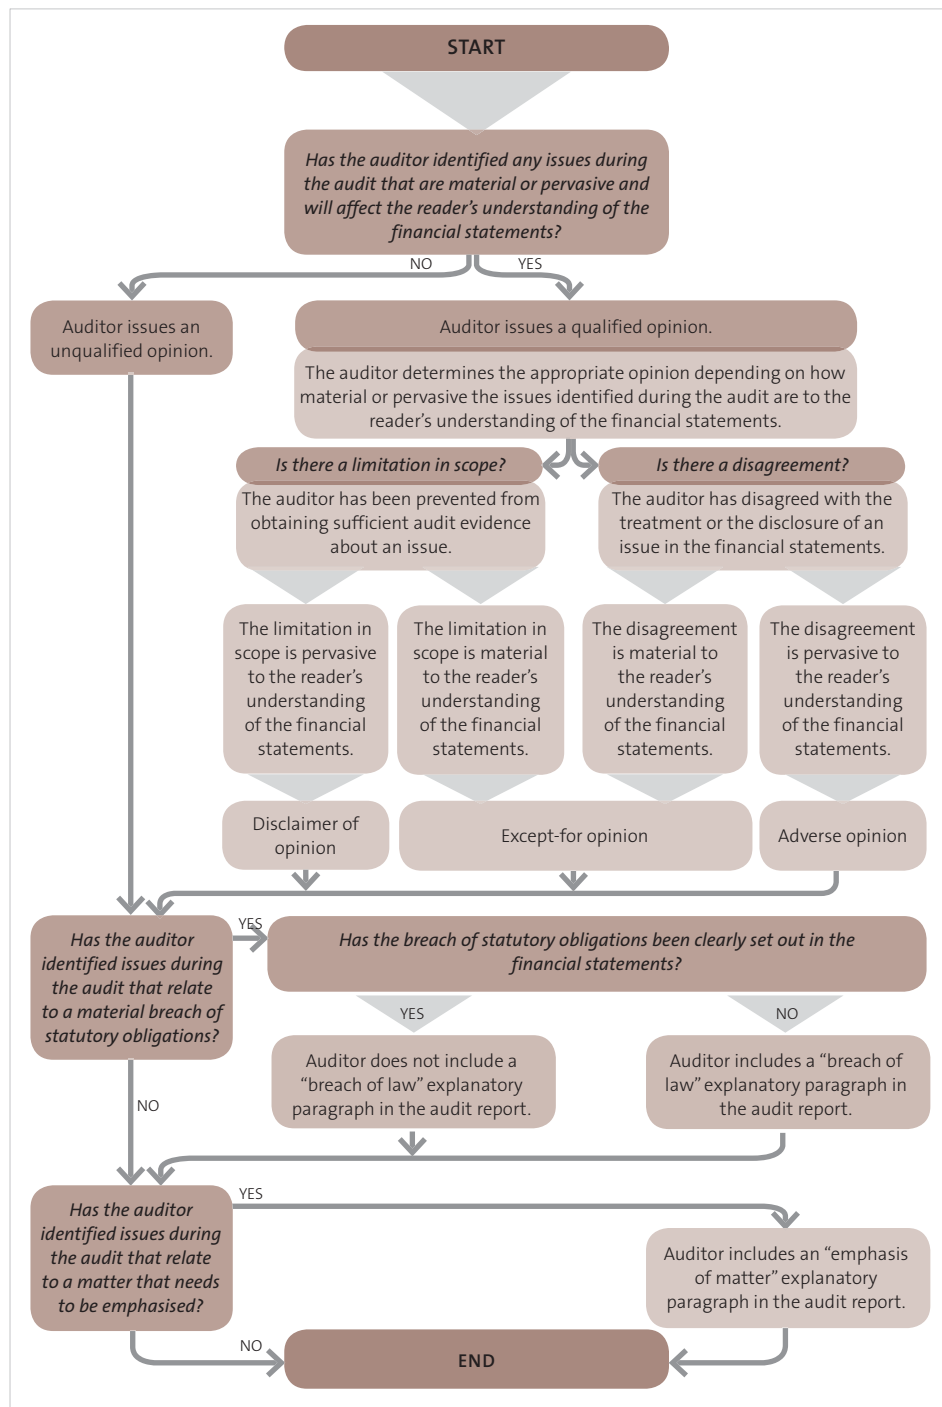 START
Has the auditor identified any issues during
the audit that are material or pervasive and
will affect the reader’s understanding of the
financial statements?
NO
YES
Auditor issues an
unqualified opinion.
Auditor issues a qualified opinion.
The auditor determines the appropriate opinion depending on how
material or pervasive the issues identified during the audit are to the
reader’s understanding of the financial statements.
Is there a limitation in scope?
The auditor has been prevented from
obtaining sufficient audit evidence
about an issue.
Is there a disagreement?
The auditor has disagreed with the
treatment or the disclosure of an
issue in the financial statements.
The limitation in
scope is pervasive
to the reader’s
understanding
of the financial
statements.
The limitation in
scope is material
to the reader’s
understanding
of the financial
statements.
The disagreement
is material to
the reader’s
understanding
of the financial
statements.
The disagreement
is pervasive to
the reader’s
understanding
of the financial
statements.
Disclaimer of
opinion
Except-for opinion
Adverse opinion
Has the auditor
identified issues during
the audit that relate
to a material breach of
statutory obligations?
YES
Has the breach of statutory obligations been clearly set out in the
financial statements?
YES
NO
Auditor does not include a
“breach of law” explanatory
paragraph in the audit report.
Auditor includes a “breach of
law” explanatory paragraph in
the audit report.
NO
Has the auditor
identified issues during
the audit that relate
to a matter that needs
to be emphasised?
YES
Auditor includes an “emphasis
of matter” explanatory
paragraph in the audit report.
NO
END